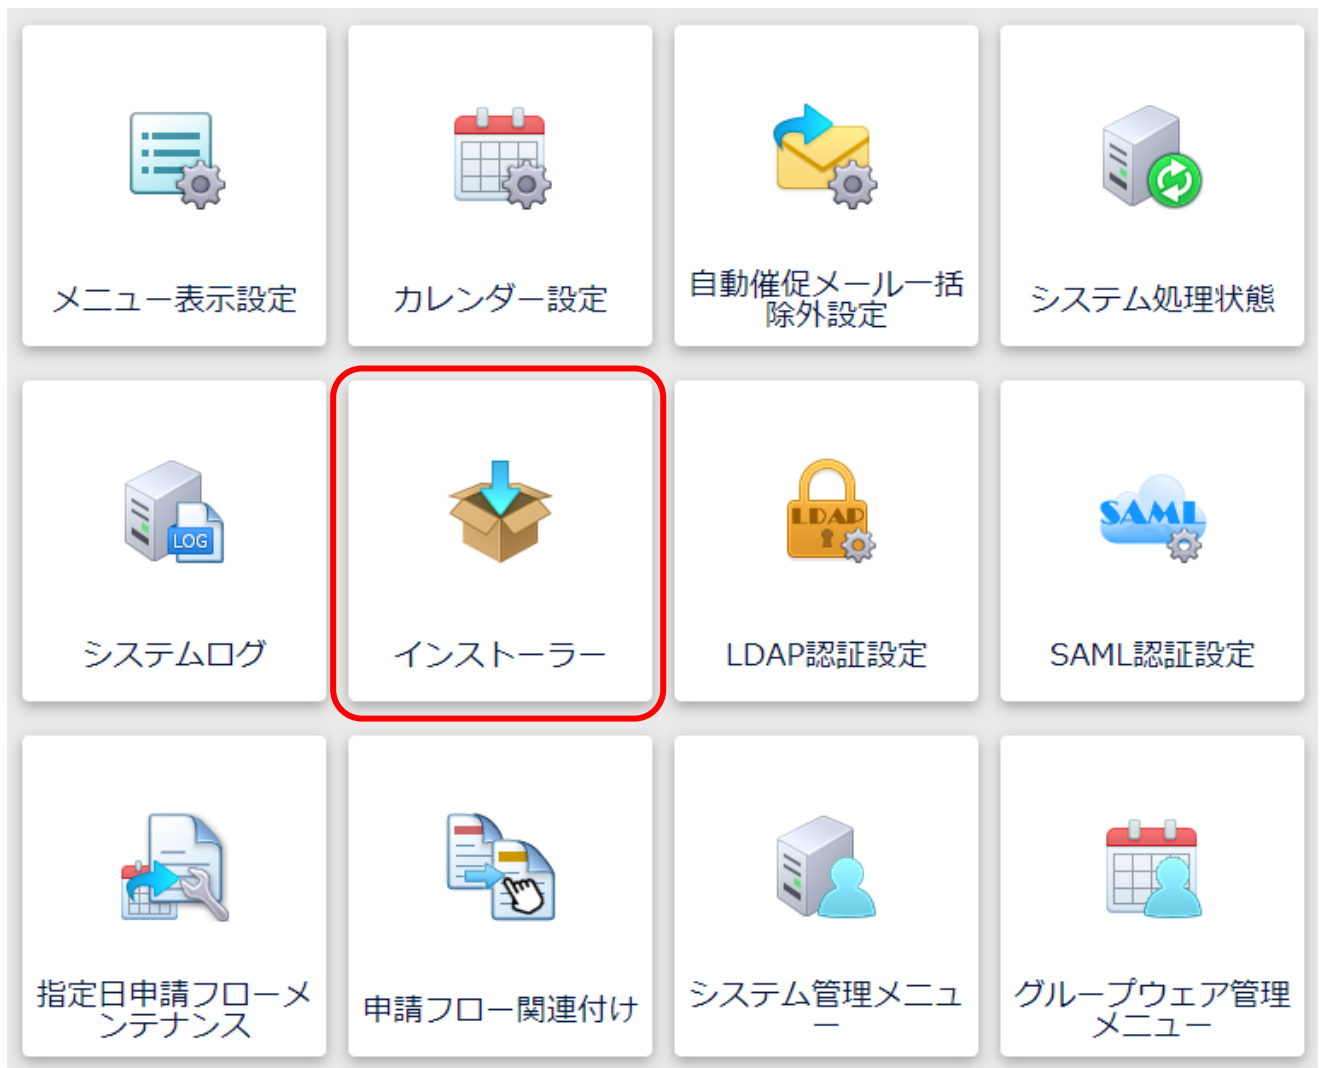 メニュー表示設定
カレンダー設定
自動催促メール一括
除外設定
システム処理状態
LOG
システムログ
インストーラー
LDAP
LDAP認証設定
SAML
SAML認証設定
指定日申請フローメ
ンテナンス
申請フロー関連付け
システム管理メニュ
ー
グループウェア管理
メニュー